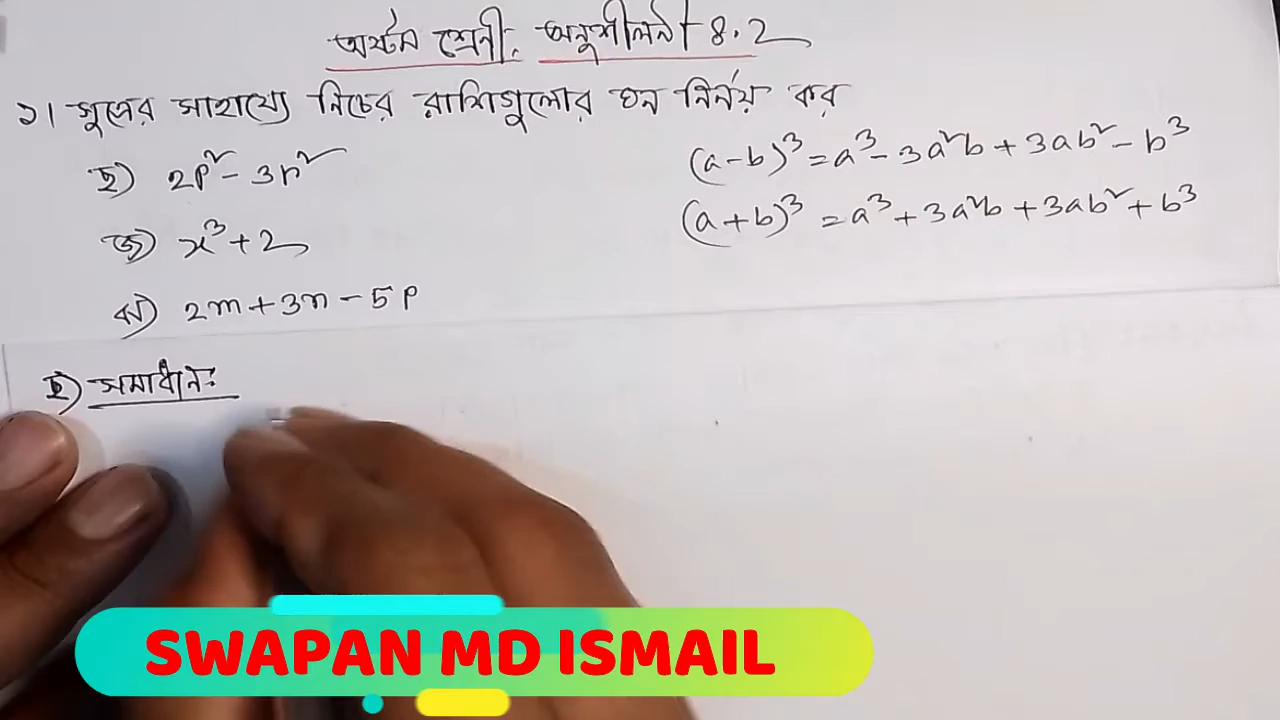 অষ্টম শ্রেনী: অনুশীলনী 4.2
১। সূত্রের সাহায্যে নিচের রাশিগুলোর ঘন নির্নয় কর
ছ) 2p² - 3r²
জ) x³ + 2
ঝ) 2m + 3n - 5p
(a-b)³ = a³ - 3a²b + 3ab² - b³
(a+b)³ = a³ + 3a²b + 3ab² + b³
ছ) সমাধান:
SWAPAN MD ISMAIL